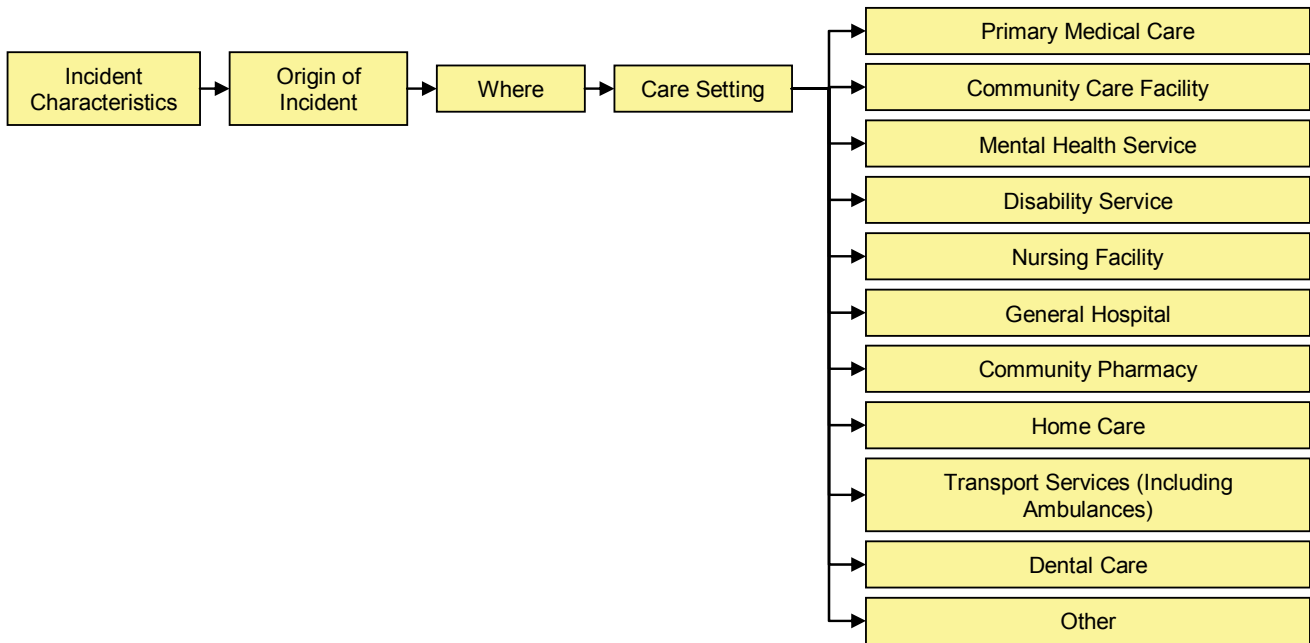 Incident
Characteristics
Origin of
Incident
Where
Care Setting
Primary Medical Care
Community Care Facility
Mental Health Service
Disability Service
Nursing Facility
General Hospital
Community Pharmacy
Home Care
Transport Services (Including
Ambulances)
Dental Care
Other